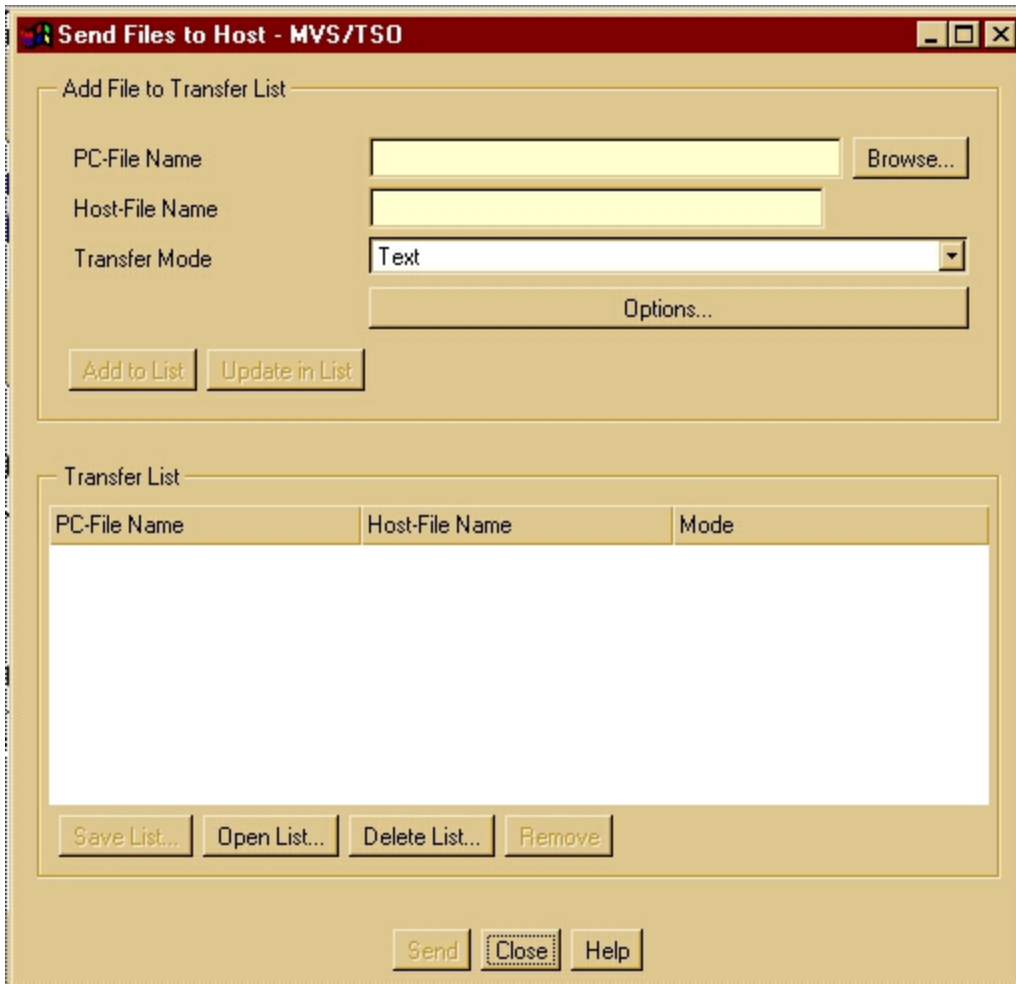 Send Files to Host - MVS/TSO
Add File to Transfer List
PC-File Name Browse...
Host-File Name
Transfer Mode Text
Options...
Add to List Update in List
Transfer List
PC-File Name Host-File Name Mode
Save List... Open List... Delete List... Remove
Send Close Help